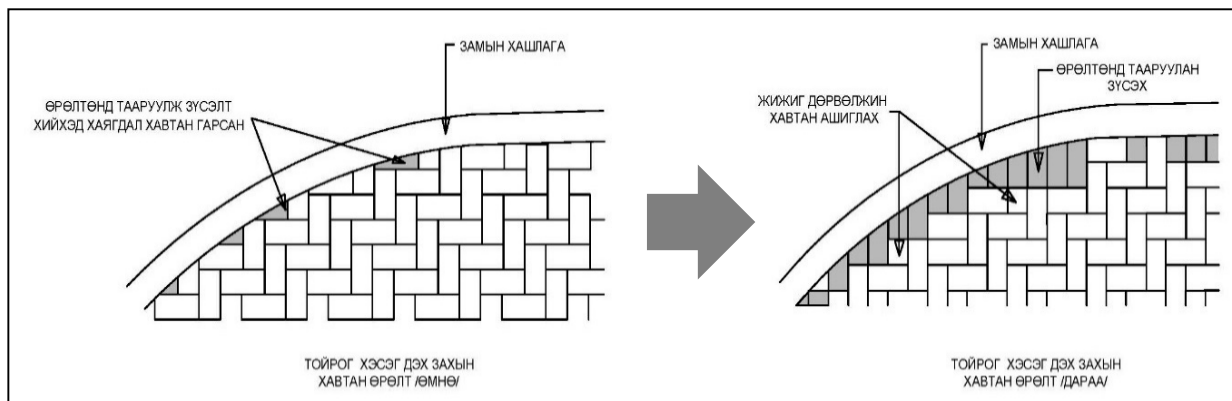 ЗАМЫН ХАШЛАГА
ӨРӨЛТӨНД ТААРУУЛЖ ЗҮСЭЛТ
ХИЙХЭД ХАЯГДАЛ ХАВТАН ГАРСАН
ТОЙРОГ ХЭСЭГ ДЭХ ЗАХЫН
ХАВТАН ӨРӨЛТ /ӨМНӨ/
ЗАМЫН ХАШЛАГА
ӨРӨЛТӨНД ТААРУУЛАН
ЗҮСЭХ
ЖИЖИГ ДӨРВӨЛЖИН
ХАВТАН АШИГЛАХ
ТОЙРОГ ХЭСЭГ ДЭХ ЗАХЫН
ХАВТАН ӨРӨЛТ /ДАРАА/